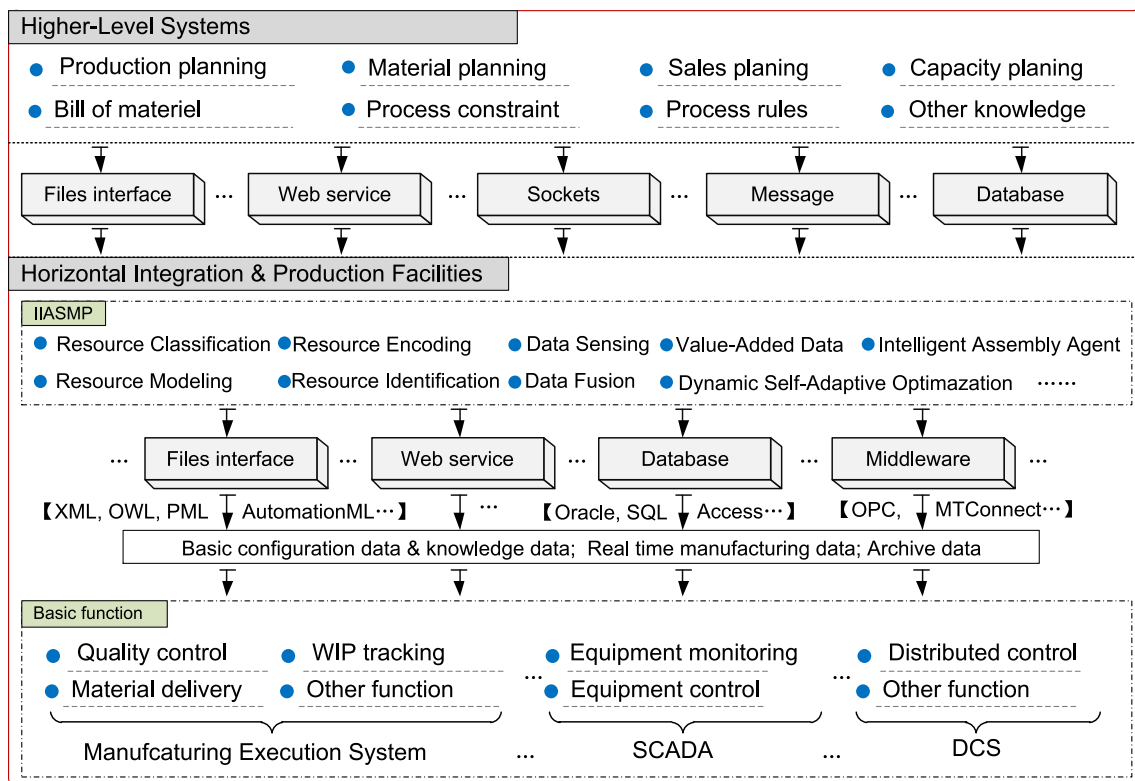 Higher-Level Systems
Production planning Material planning Sales planing Capacity planing
Bill of materiel Process constraint Process rules Other knowledge
Files interface ... Web service ... Sockets ... Message ... Database
Horizontal Integration & Production Facilities
IIASMP
Resource Classification Resource Encoding Data Sensing Value-Added Data Intelligent Assembly Agent
Resource Modeling Resource Identification Data Fusion Dynamic Self-Adaptive Optimazation ……
... Files interface ... Web service ... Database ... Middleware ...
【XML, OWL, PML AutomationML…】 … 【Oracle, SQL Access…】 【OPC, MTConnect…】
Basic configuration data & knowledge data; Real time manufacturing data; Archive data
Basic function
Quality control WIP tracking Equipment monitoring Distributed control
Material delivery Other function ... Equipment control ... Other function
Manufcaturing Execution System ... SCADA ... DCS